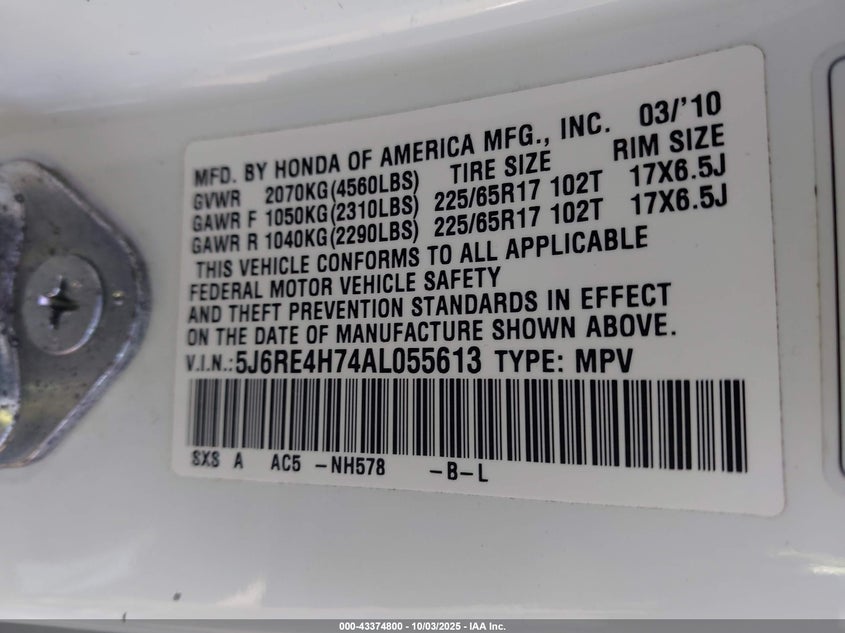 MFD. BY HONDA OF AMERICA MFG., INC. 03/'10
GVWR 2070KG(4560LBS) TIRE SIZE RIM SIZE
GAWR F 1050KG(2310LBS) 225/65R17 102T 17X6.5J
GAWR R 1040KG(2290LBS) 225/65R17 102T 17X6.5J
THIS VEHICLE CONFORMS TO ALL APPLICABLE
FEDERAL MOTOR VEHICLE SAFETY
AND THEFT PREVENTION STANDARDS IN EFFECT
ON THE DATE OF MANUFACTURE SHOWN ABOVE.
V.I.N.:5J6RE4H74AL055613 TYPE: MPV
SXS A AC5 -NH578 -B-L
000-43374800 - 10/03/2025 - IAA Inc.